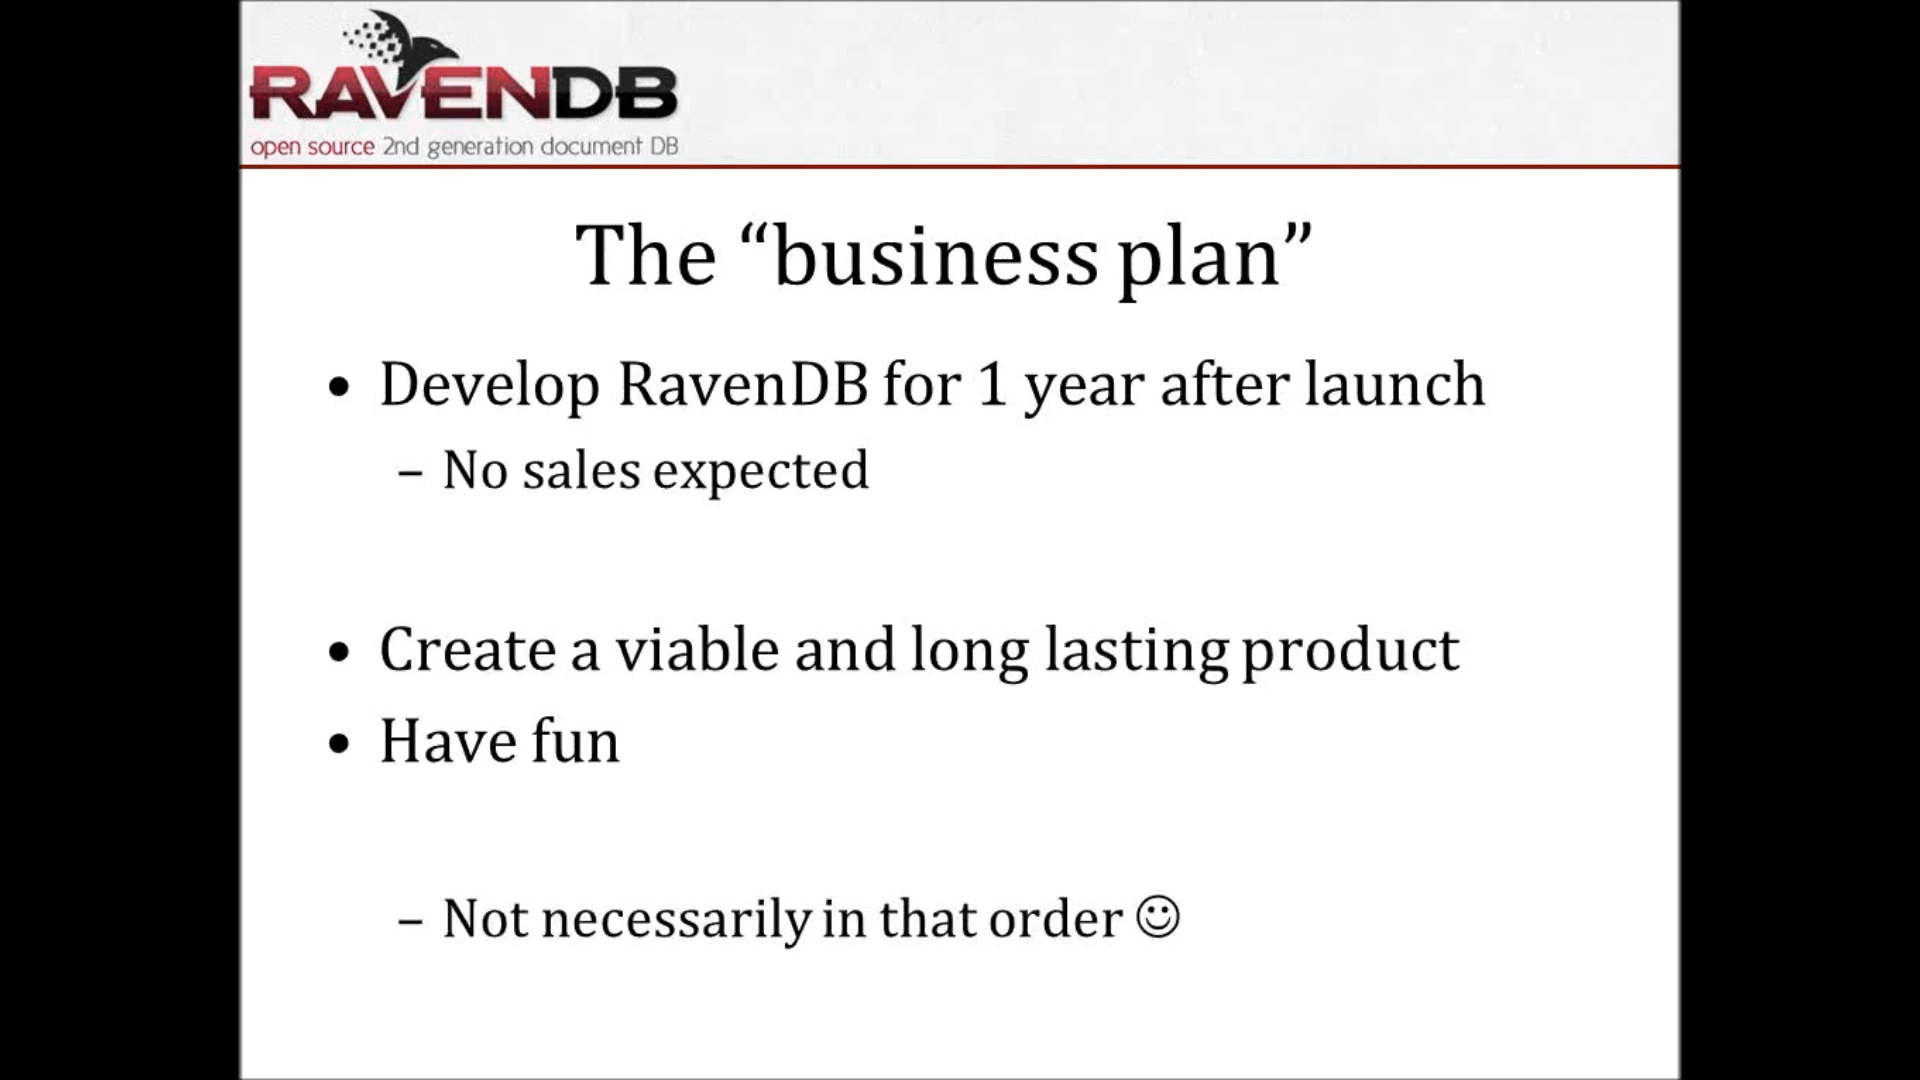 RAVENDB
open source 2nd generation document DB
The “business plan”
• Develop RavenDB for 1 year after launch
– No sales expected
• Create a viable and long lasting product
• Have fun
– Not necessarily in that order ☺